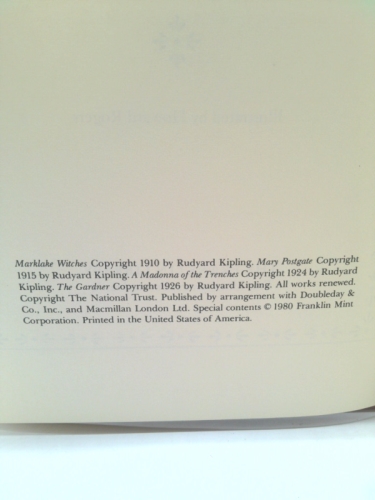 Marklake Witches Copyright 1910 by Rudyard Kipling. Mary Postgate Copyright
1915 by Rudyard Kipling. A Madonna of the Trenches Copyright 1924 by Rudyard
Kipling. The Gardner Copyright 1926 by Rudyard Kipling. All works renewed.
Copyright The National Trust. Published by arrangement with Doubleday &
Co., Inc., and Macmillan London Ltd. Special contents © 1980 Franklin Mint
Corporation. Printed in the United States of America.